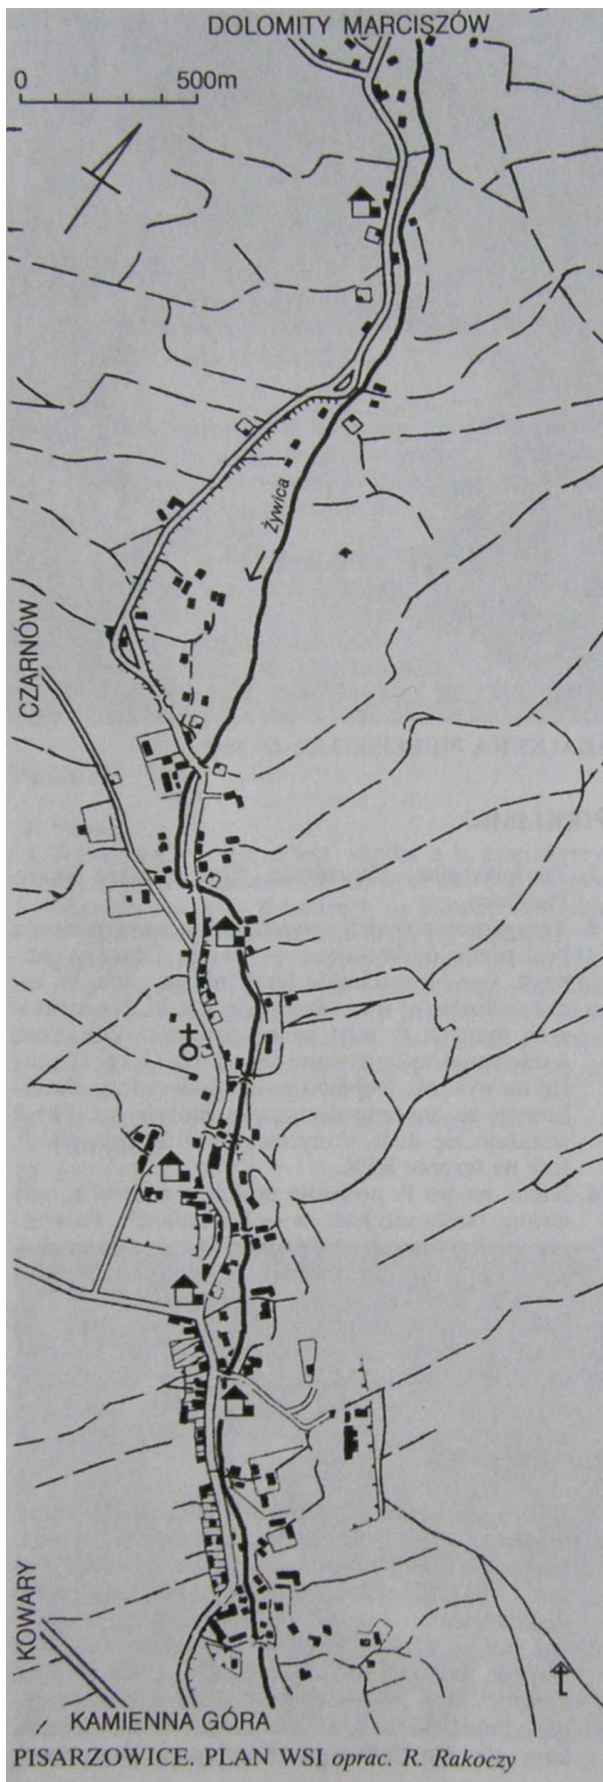 DOLOMITY MARCISZÓW
0 500m
Żywica
CZARNÓW
KOWARY
KAMIENNA GÓRA
PISARZOWICE. PLAN WSI oprac. R. Rakoczy